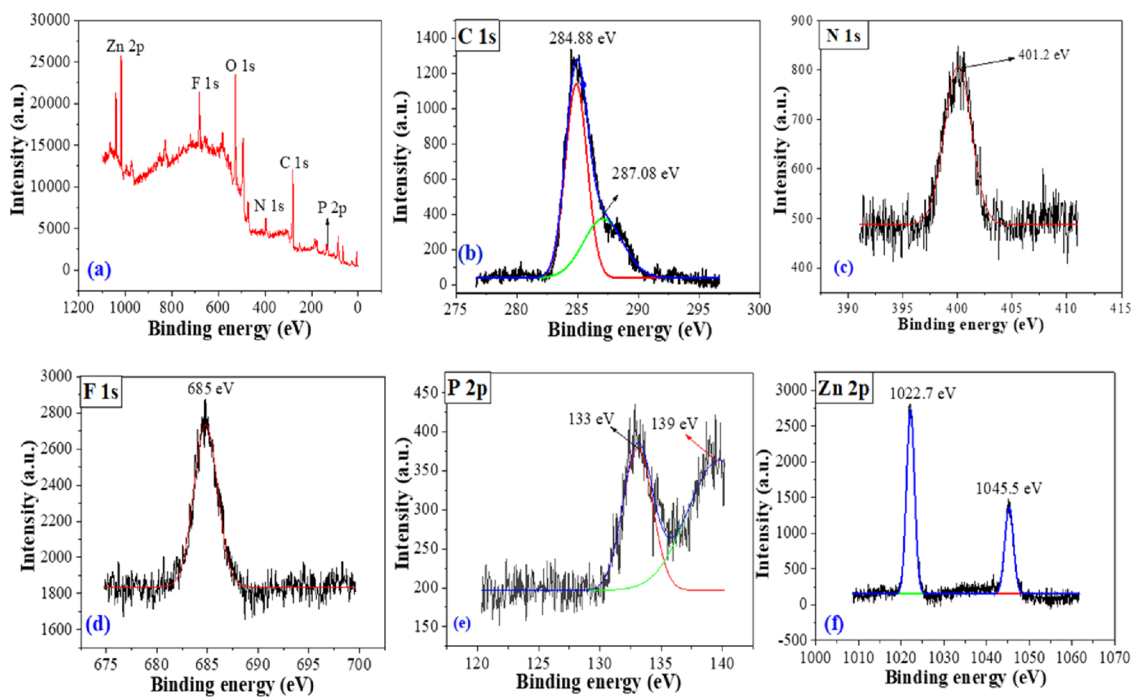 30000
25000
20000
15000
10000
5000
0
Intensity (a.u.)
Zn 2p
F 1s
O 1s
C 1s
N 1s
P 2p
(a)
1200 1000 800 600 400 200 0
Binding energy (eV)
C 1s
284.88 eV
287.08 eV
1400
1200
1000
800
600
400
200
0
Intensity (a.u.)
(b)
275 280 285 290 295 300
Binding energy (eV)
N 1s
401.2 eV
900
800
700
600
500
400
Intensity (a.u.)
(c)
390 395 400 405 410 415
Binding energy (eV)
F 1s
685 eV
3000
2800
2600
2400
2200
2000
1800
1600
Intensity (a.u.)
(d)
675 680 685 690 695 700
Binding energy (eV)
P 2p
133 eV
139 eV
450
400
350
300
250
200
150
Intensity (a.u.)
(e)
120 125 130 135 140
Binding energy (eV)
Zn 2p
1022.7 eV
1045.5 eV
3000
2500
2000
1500
1000
500
0
-500
Intensity (a.u.)
(f)
1000 1010 1020 1030 1040 1050 1060 1070
Binding energy (eV)